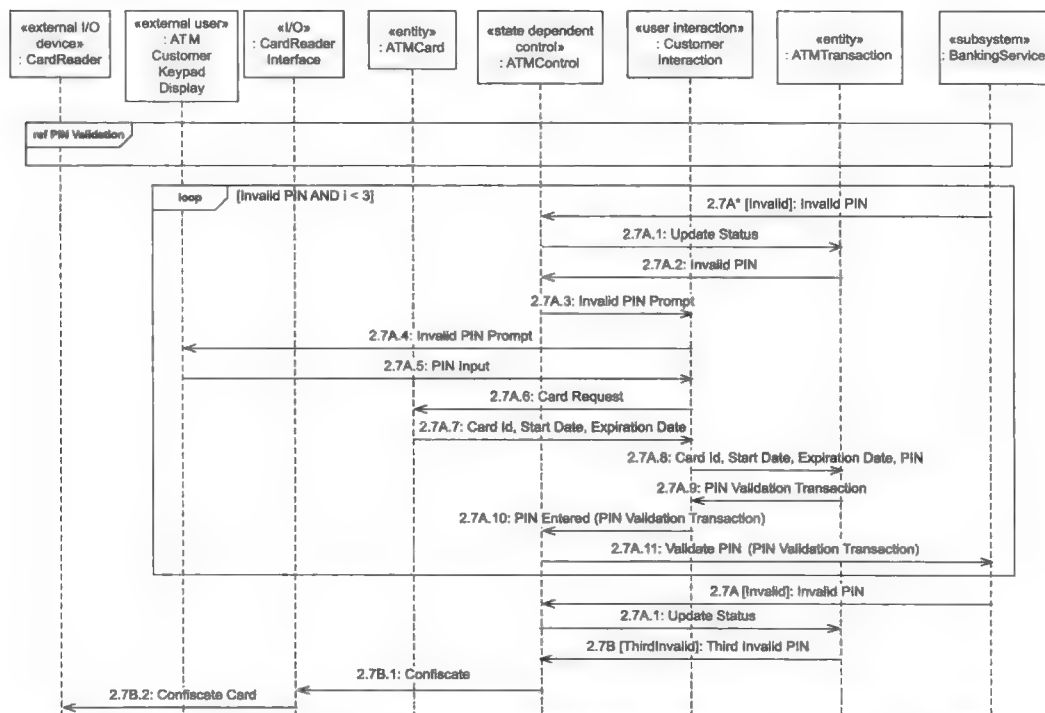 «external I/O
device»
: CardReader
«external user»
: ATM
Customer
Keypad
Display
«I/O»
: CardReader
Interface
«entity»
: ATMCard
«state dependent
control»
: ATMControl
«user interaction»
: Customer
Interaction
«entity»
: ATMTransaction
«subsystem»
: BankingService
ref PIN Validation
loop
[Invalid PIN AND i < 3]
2.7A* [Invalid]: Invalid PIN
2.7A.1: Update Status
2.7A.2: Invalid PIN
2.7A.3: Invalid PIN Prompt
2.7A.4: Invalid PIN Prompt
2.7A.5: PIN Input
2.7A.6: Card Request
2.7A.7: Card Id, Start Date, Expiration Date
2.7A.8: Card Id, Start Date, Expiration Date, PIN
2.7A.9: PIN Validation Transaction
2.7A.10: PIN Entered (PIN Validation Transaction)
2.7A.11: Validate PIN (PIN Validation Transaction)
2.7A [Invalid]: Invalid PIN
2.7A.1: Update Status
2.7B [ThirdInvalid]: Third Invalid PIN
2.7B.1: Confiscate
2.7B.2: Confiscate Card